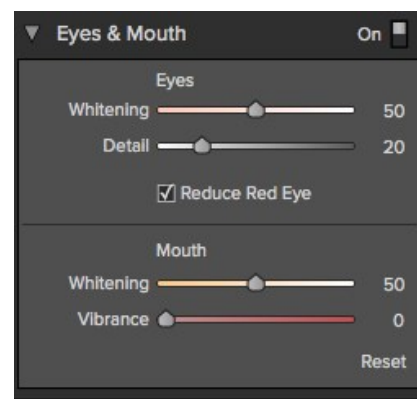 Eyes & Mouth On
Eyes
Whitening 50
Detail 20
Reduce Red Eye
Mouth
Whitening 50
Vibrance 0
Reset